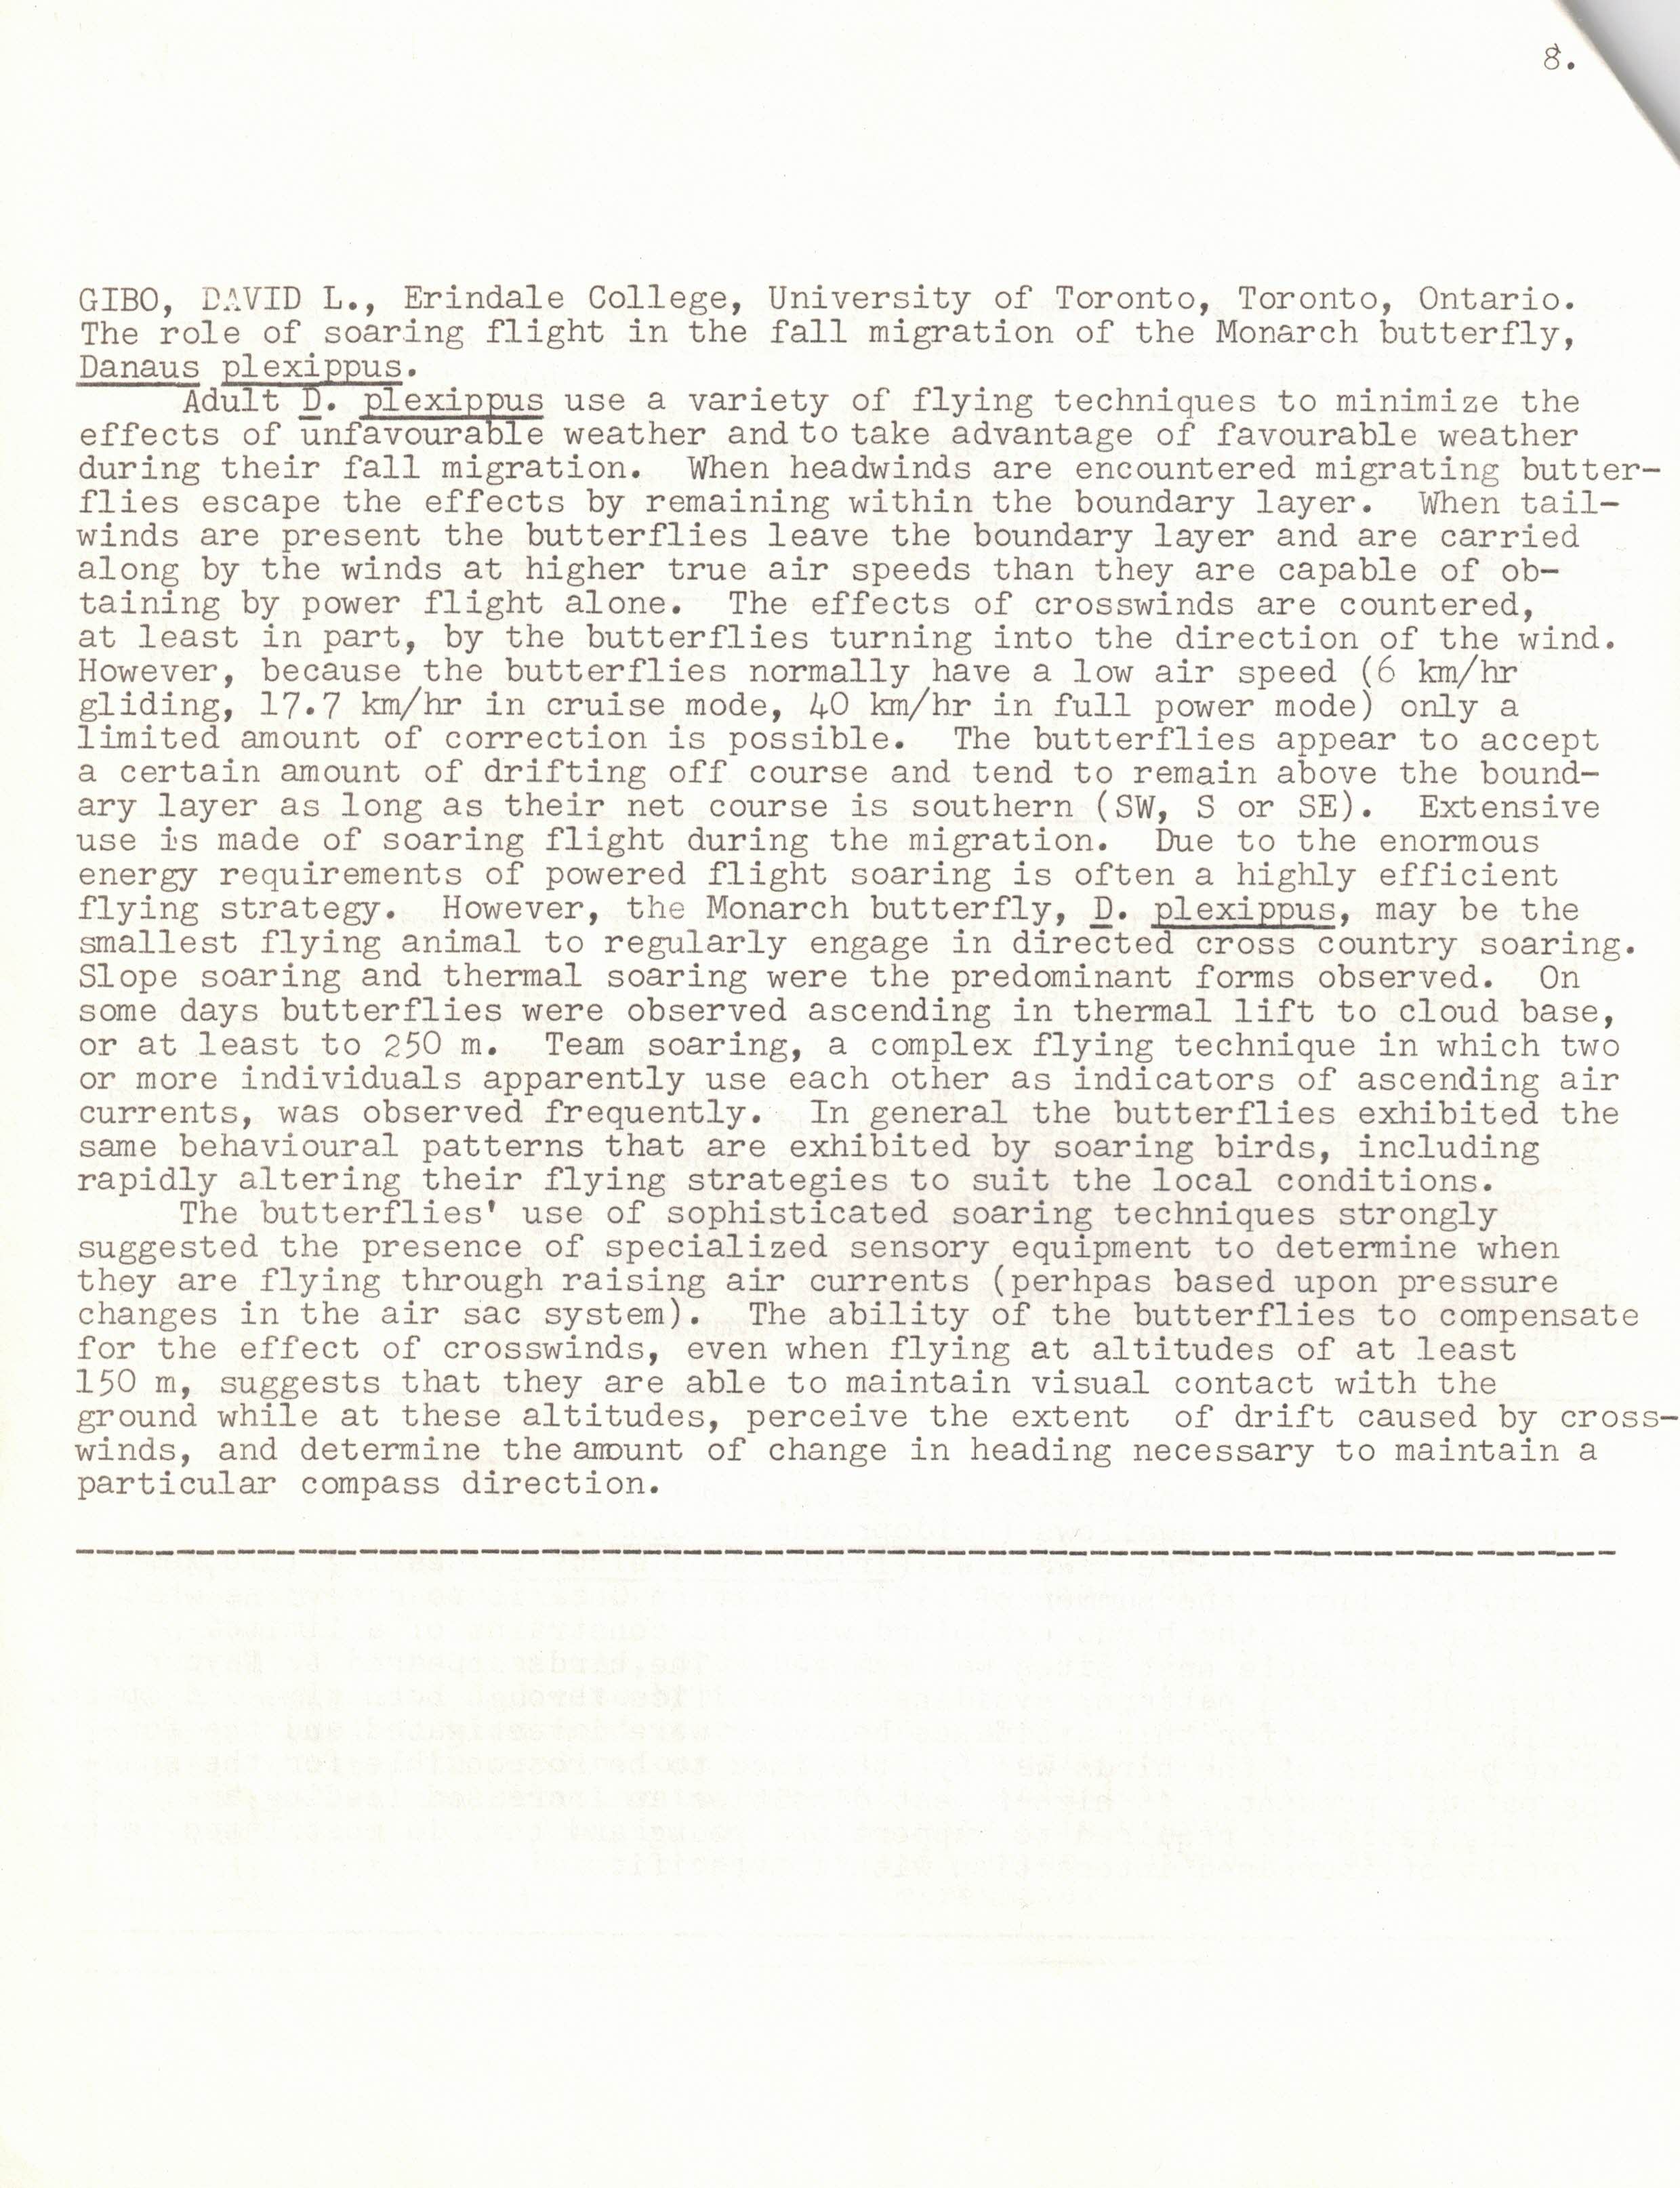 8.
GIBO, DAVID L., Erindale College, University of Toronto, Toronto, Ontario.
The role of soaring flight in the fall migration of the Monarch butterfly,
Danaus plexippus.
Adult D. plexippus use a variety of flying techniques to minimize the
effects of unfavourable weather and to take advantage of favourable weather
during their fall migration. When headwinds are encountered migrating butter-
flies escape the effects by remaining within the boundary layer. When tail-
winds are present the butterflies leave the boundary layer and are carried
along by the winds at higher true air speeds than they are capable of ob-
taining by power flight alone. The effects of crosswinds are countered,
at least in part, by the butterflies turning into the direction of the wind.
However, because the butterflies normally have a low air speed (6 km/hr
gliding, 17.7 km/hr in cruise mode, 40 km/hr in full power mode) only a
limited amount of correction is possible. The butterflies appear to accept
a certain amount of drifting off course and tend to remain above the bound-
ary layer as long as their net course is southern (SW, S or SE). Extensive
use is made of soaring flight during the migration. Due to the enormous
energy requirements of powered flight soaring is often a highly efficient
flying strategy. However, the Monarch butterfly, D. plexippus, may be the
smallest flying animal to regularly engage in directed cross country soaring.
Slope soaring and thermal soaring were the predominant forms observed. On
some days butterflies were observed ascending in thermal lift to cloud base,
or at least to 250 m. Team soaring, a complex flying technique in which two
or more individuals apparently use each other as indicators of ascending air
currents, was observed frequently. In general the butterflies exhibited the
same behavioural patterns that are exhibited by soaring birds, including
rapidly altering their flying strategies to suit the local conditions.
The butterflies' use of sophisticated soaring techniques strongly
suggested the presence of specialized sensory equipment to determine when
they are flying through raising air currents (perhpas based upon pressure
changes in the air sac system). The ability of the butterflies to compensate
for the effect of crosswinds, even when flying at altitudes of at least
150 m, suggests that they are able to maintain visual contact with the
ground while at these altitudes, perceive the extent of drift caused by cross-
winds, and determine the amount of change in heading necessary to maintain a
particular compass direction.